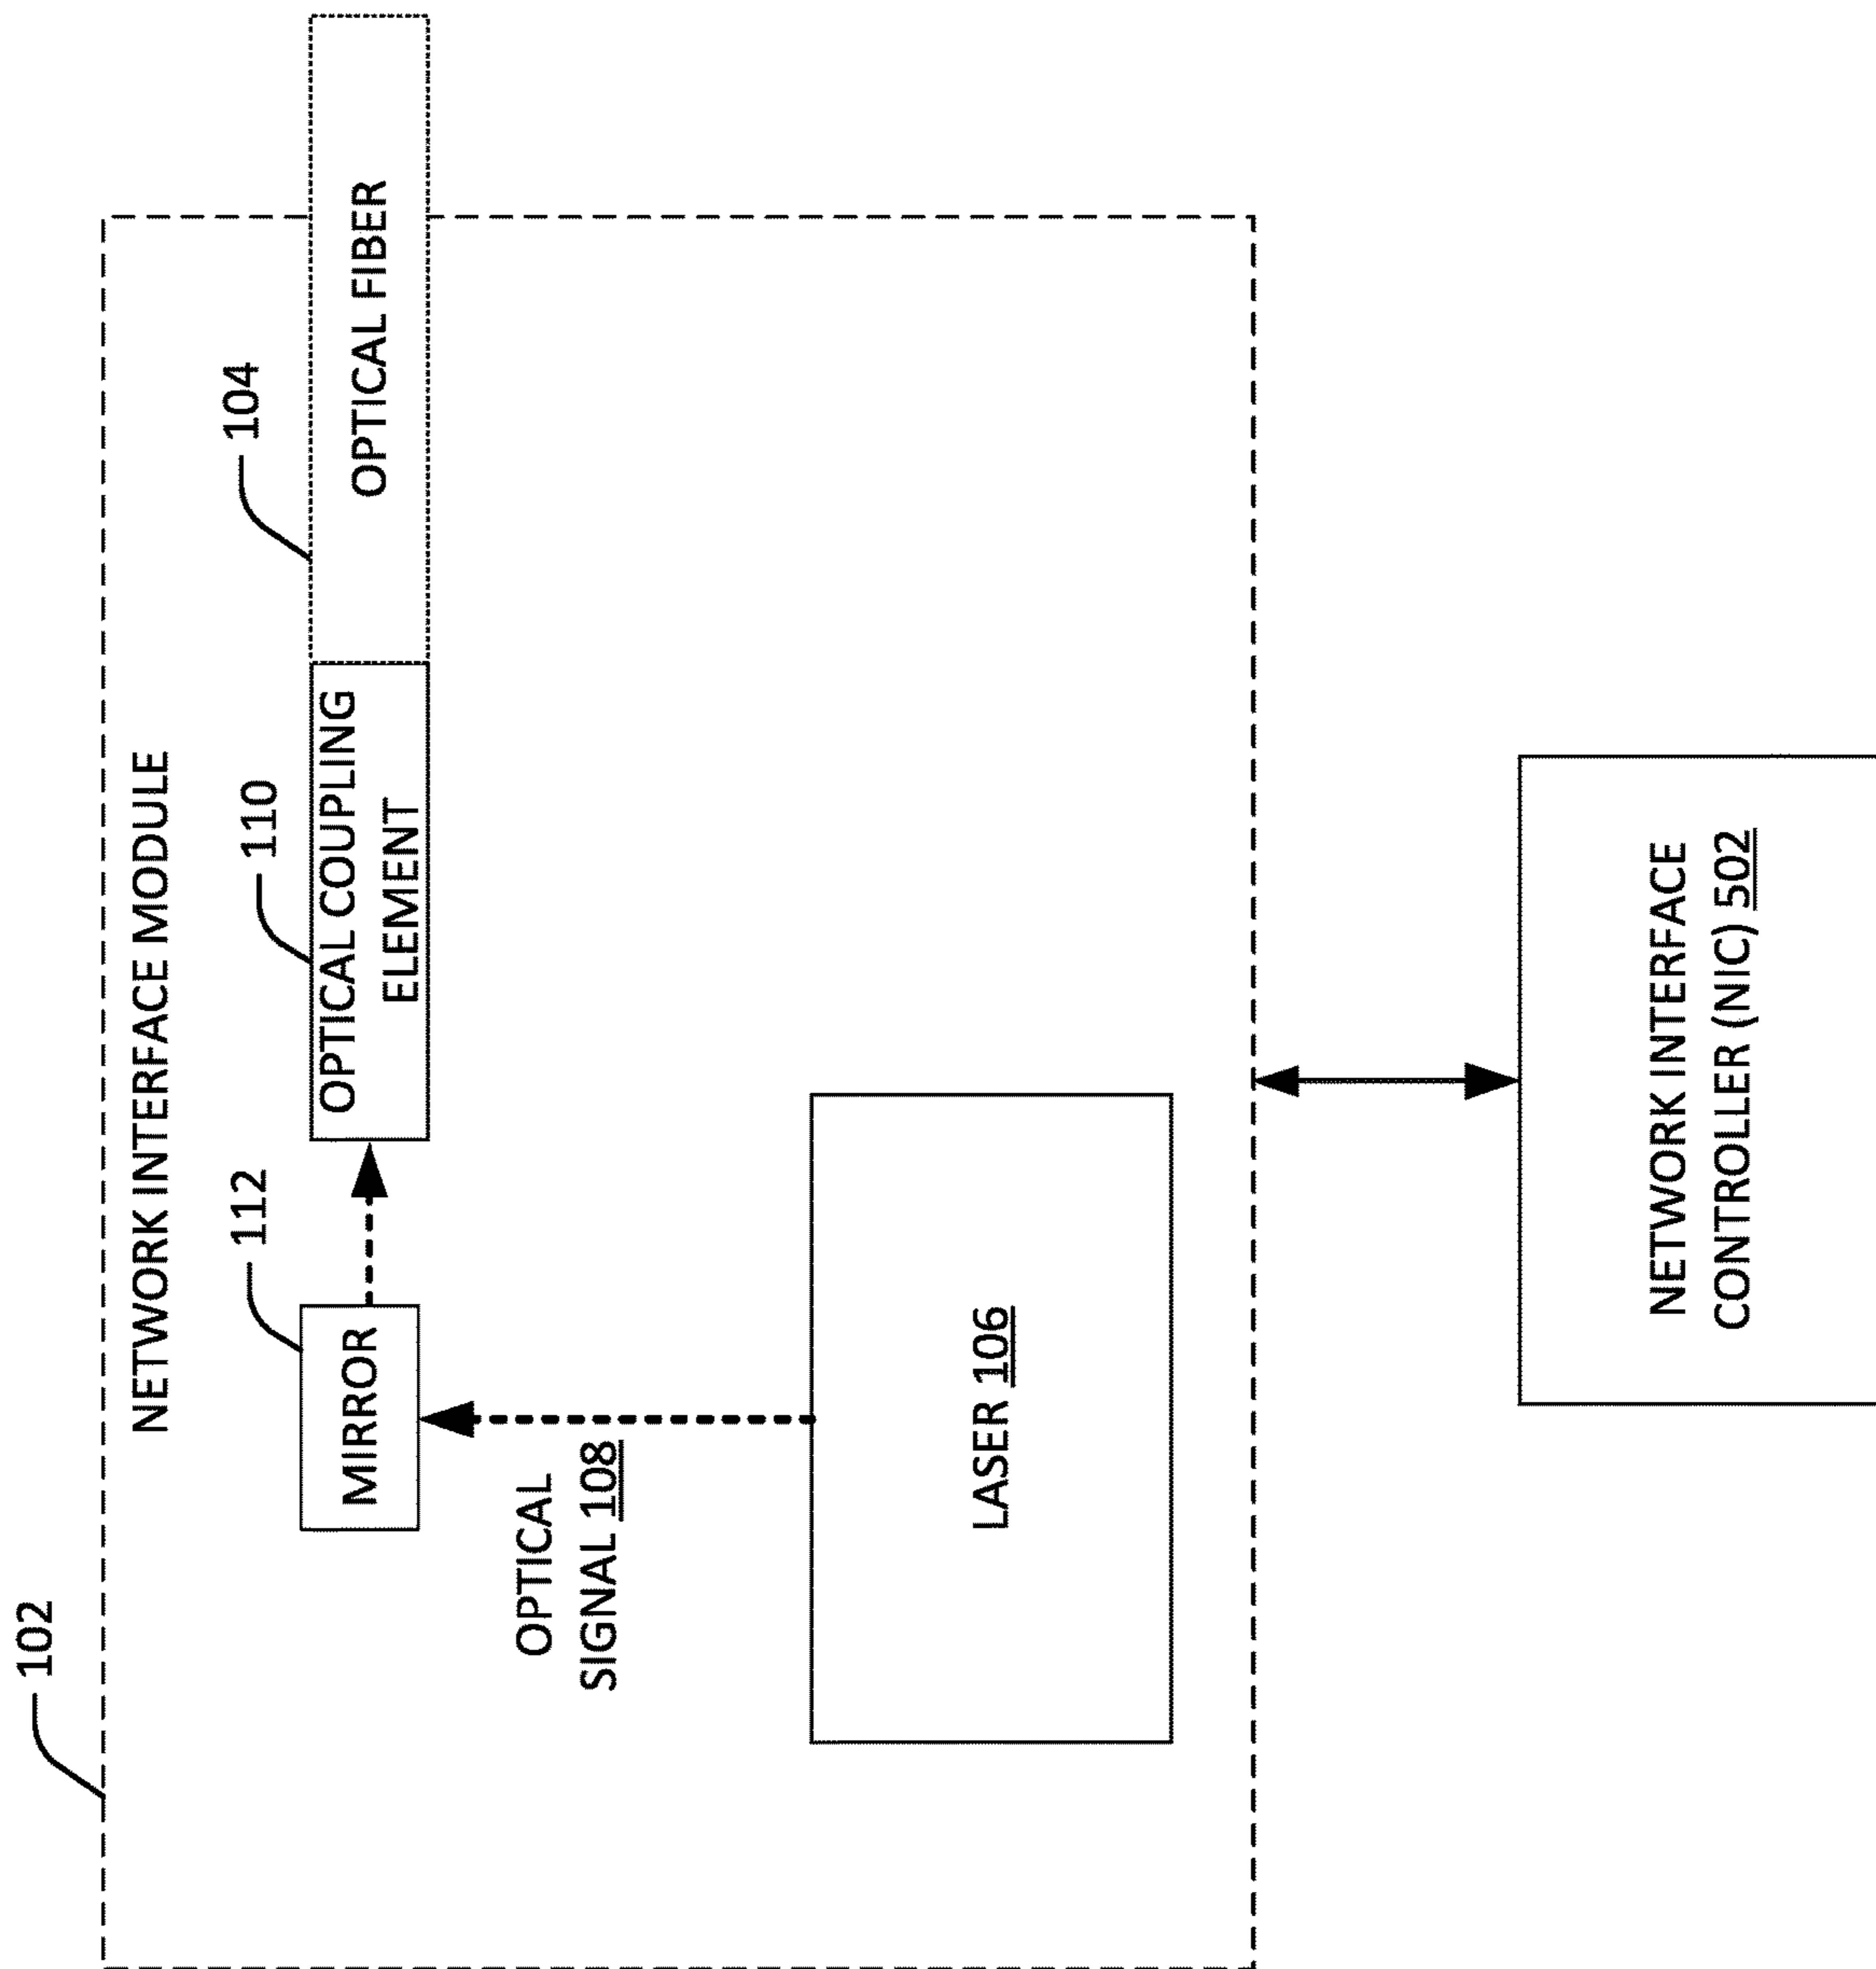 102
NETWORK INTERFACE MODULE
112
110
104
MIRROR
OPTICAL COUPLING
ELEMENT
OPTICAL FIBER
OPTICAL
SIGNAL 108
LASER 106
NETWORK INTERFACE
CONTROLLER (NIC) 502